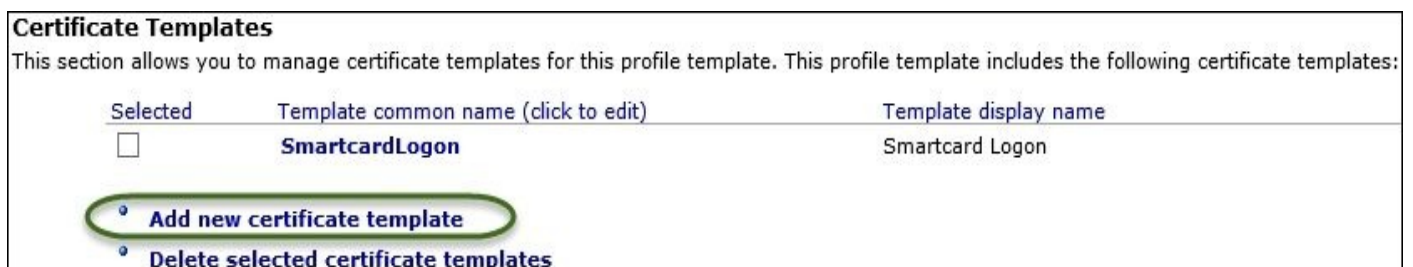 Certificate Templates
This section allows you to manage certificate templates for this profile template. This profile template includes the following certificate templates:
Selected Template common name (click to edit) Template display name
SmartcardLogon Smartcard Logon
Add new certificate template
Delete selected certificate templates